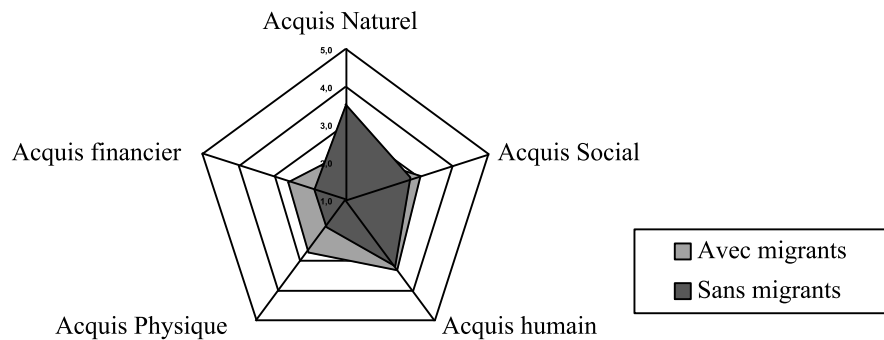 Acquis Naturel
5,0
4,0
3,0
2,0
1,0
Acquis financier
Acquis Social
Acquis Physique
Acquis humain
Avec migrants
Sans migrants